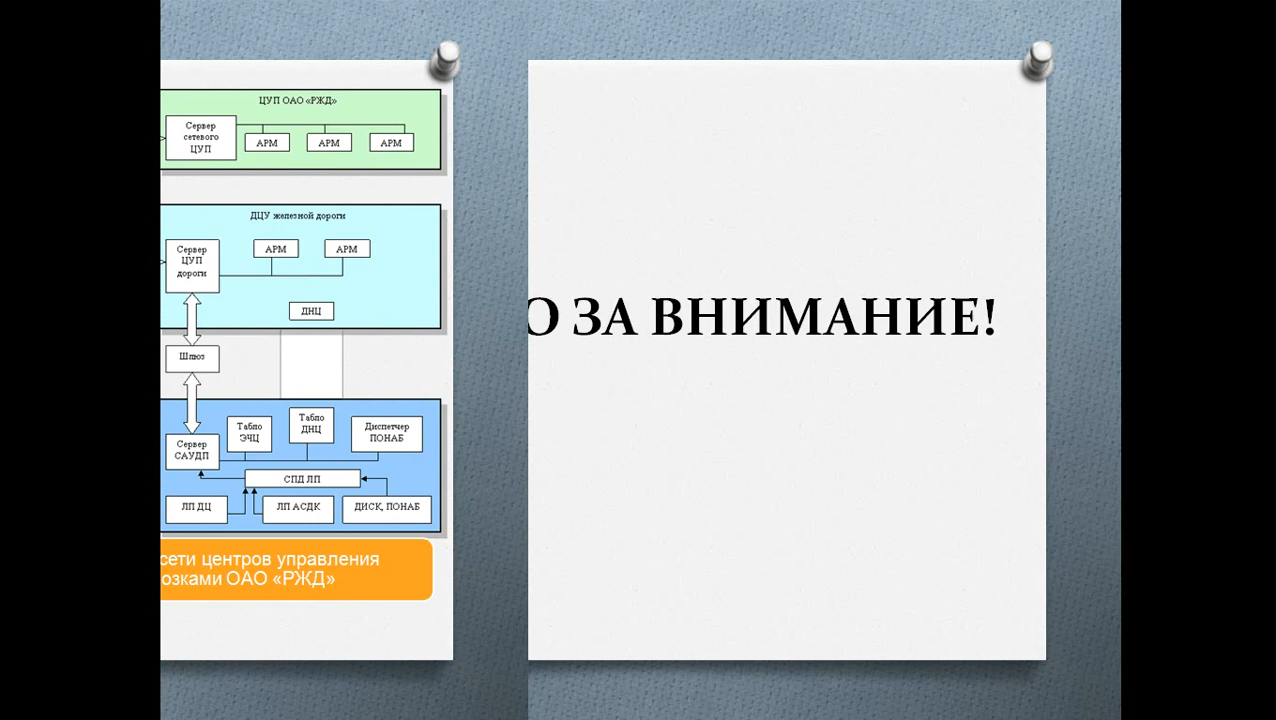 ЦУП ОАО «РЖД»
Сервер
сетевого
ЦУП
АРМ
АРМ
АРМ
ДЦУ железной дороги
Сервер
ЦУП
дороги
АРМ
АРМ
ДНЦ
Шлюз
Табло
ЭЧЦ
Табло
ДНЦ
Диспетчер
ПОНАБ
Сервер
САУДП
СПД ЛП
ЛП ДЦ
ЛП АСДК
ДИСК, ПОНАБ
сети центров управления
озками ОАО «РЖД»
О ЗА ВНИМАНИЕ!